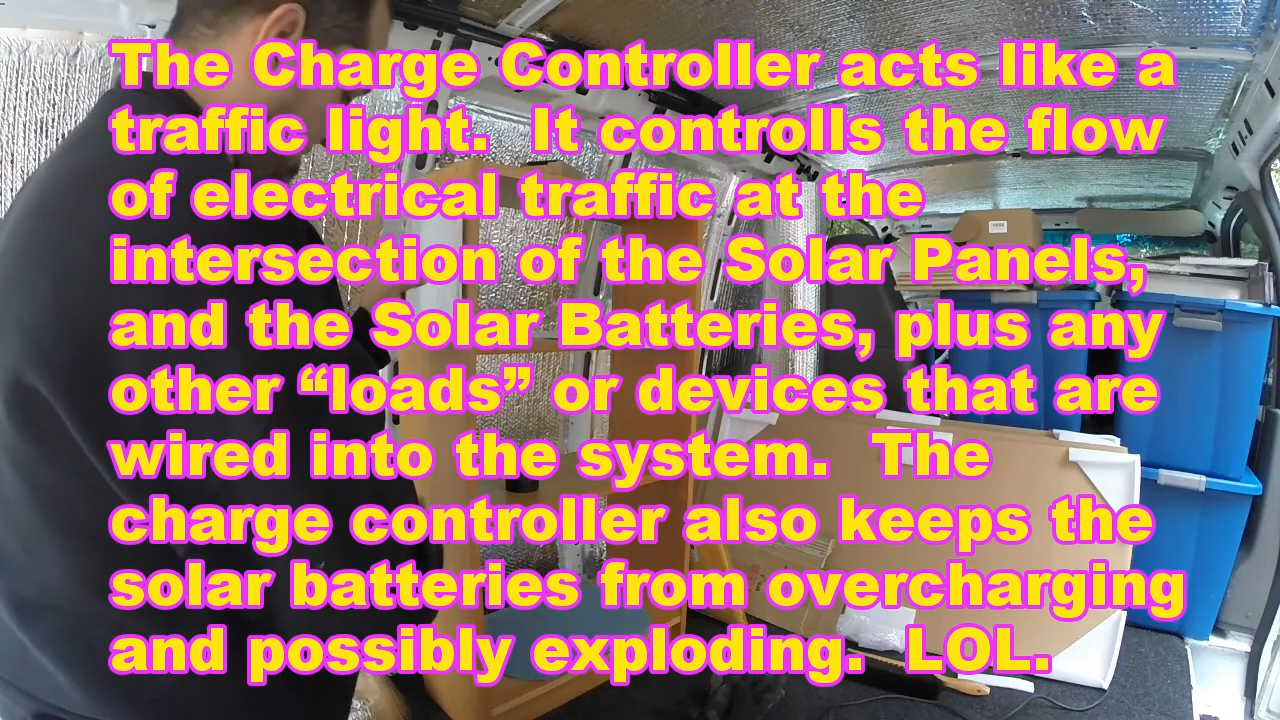 The Charge Controller acts like a
traffic light.  It controlls the flow
of electrical traffic at the
intersection of the Solar Panels,
and the Solar Batteries, plus any
other “loads” or devices that are
wired into the system.  The
charge controller also keeps the
solar batteries from overcharging
and possibly exploding.  LOL.